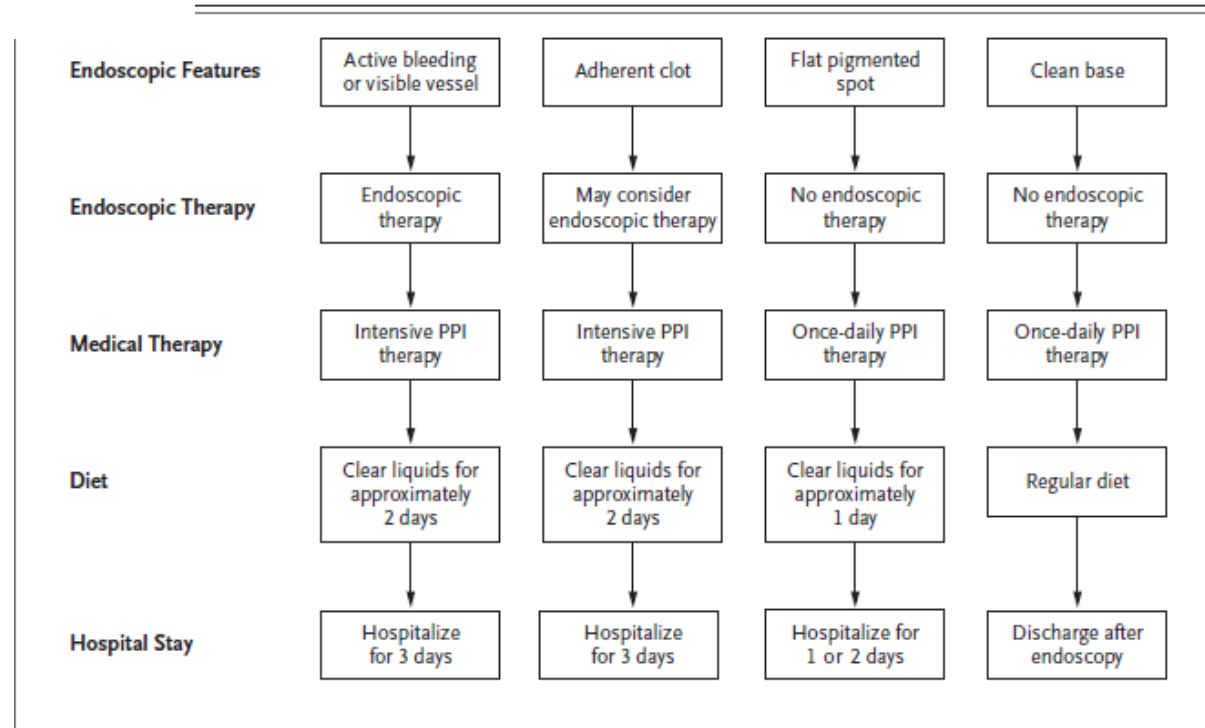 Endoscopic Features
Active bleeding
or visible vessel
Adherent clot
Flat pigmented
spot
Clean base
Endoscopic Therapy
Endoscopic
therapy
May consider
endoscopic therapy
No endoscopic
therapy
No endoscopic
therapy
Medical Therapy
Intensive PPI
therapy
Intensive PPI
therapy
Once-daily PPI
therapy
Once-daily PPI
therapy
Diet
Clear liquids for
approximately
2 days
Clear liquids for
approximately
2 days
Clear liquids for
approximately
1 day
Regular diet
Hospital Stay
Hospitalize
for 3 days
Hospitalize
for 3 days
Hospitalize for
1 or 2 days
Discharge after
endoscopy